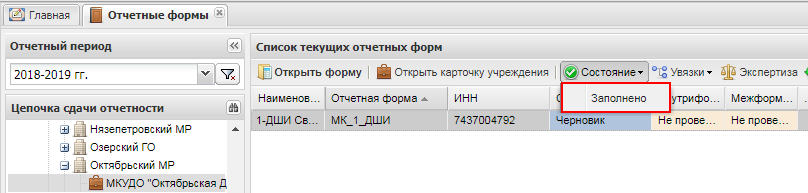 Главная
Отчетные формы
Отчетный период
2018-2019 гг.
Цепочка сдачи отчетности
Нязепетровский МР
Озерский ГО
Октябрьский МР
МКУДО "Октябрьская Д
Список текущих отчетных форм
Открыть форму Открыть карточку учреждения Состояние Увязки Экспертиза
Заполнено
Наименов... Отчетная форма ИНН С утрифо... Межформ...
1-ДШИ Св... МК_1_ДШИ 7437004792 Черновик Не прове... Не прове...